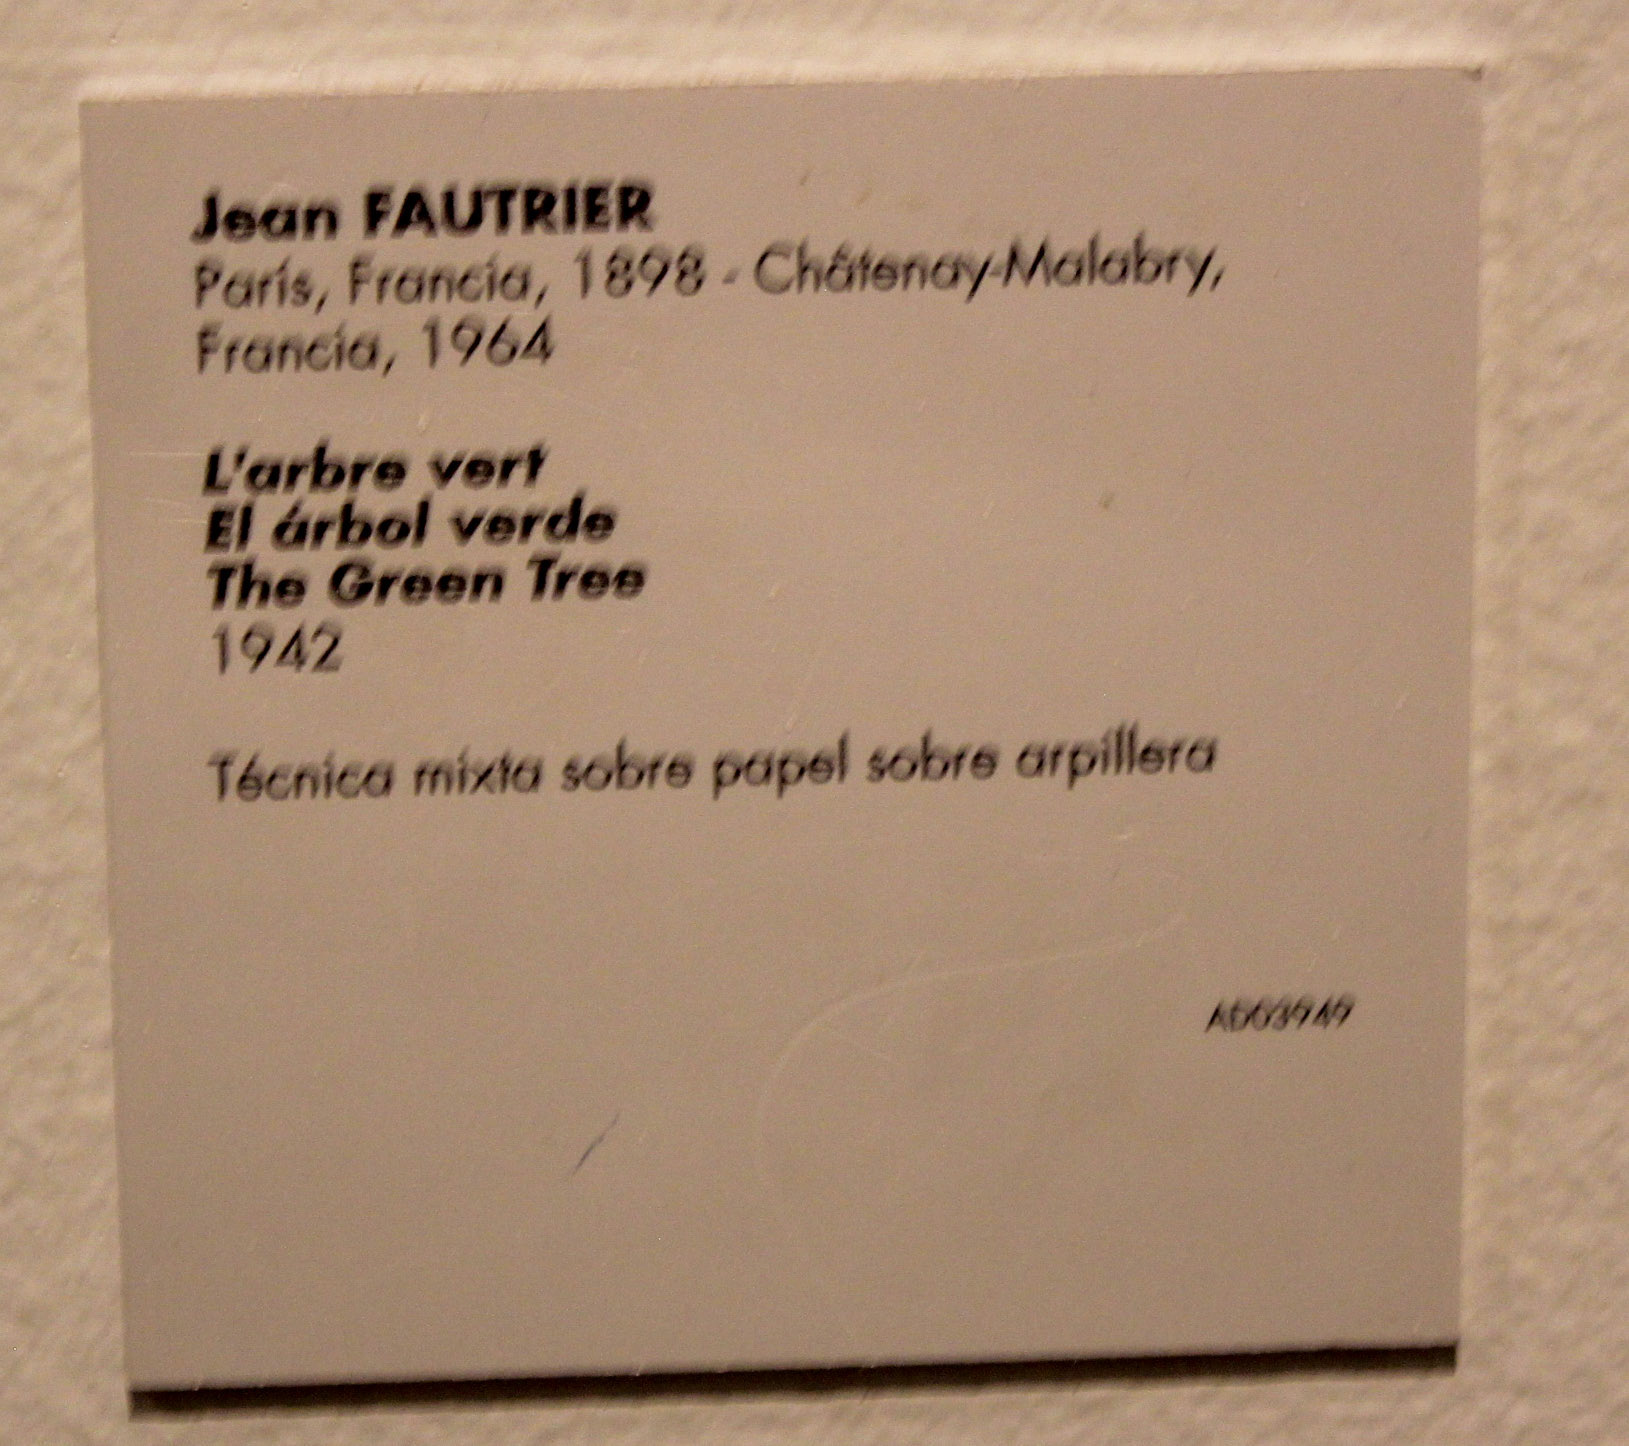 Jean FAUTRIER
París, Francia, 1898 - Châtenay-Malabry,
Francia, 1964
L'arbre vert
El árbol verde
The Green Tree
1942
Técnica mixta sobre papel sobre arpillera
AD03949